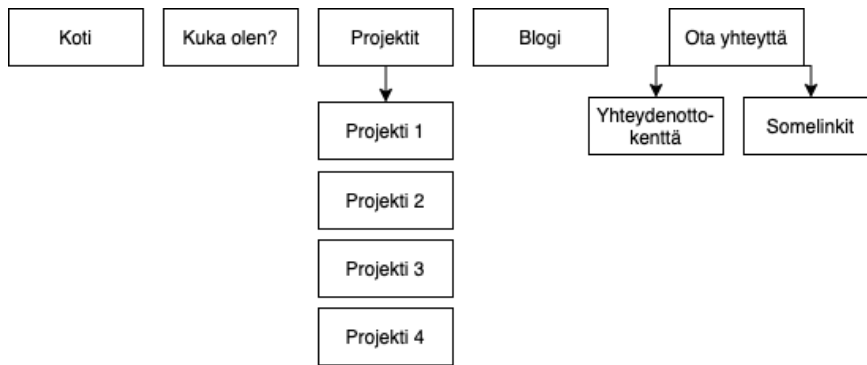 Koti
Kuka olen?
Projektit
Blogi
Ota yhteyttä
Projekti 1
Yhteydenotto-
kenttä
Somelinkit
Projekti 2
Projekti 3
Projekti 4